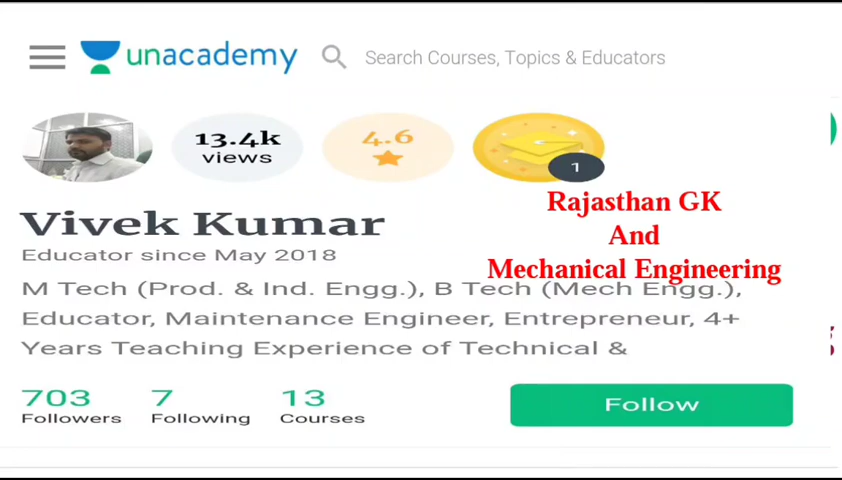 unacademy
Search Courses, Topics & Educators
13.4k
views
4.6
1
Rajasthan GK
And
Mechanical Engineering
Vivek Kumar
Educator since May 2018
M Tech (Prod. & Ind. Engg.), B Tech (Mech Engg.),
Educator, Maintenance Engineer, Entrepreneur, 4+
Years Teaching Experience of Technical &
703
Followers
7
Following
13
Courses
Follow